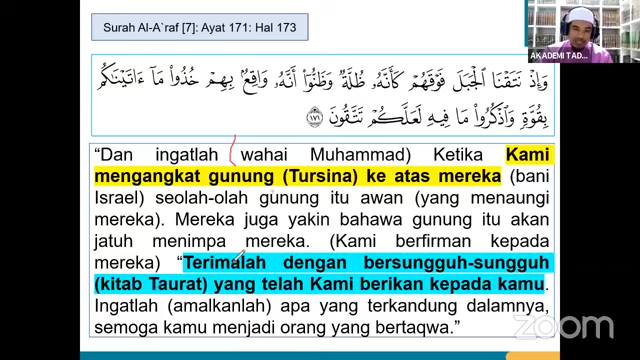 Surah Al-A`raf [7]: Ayat 171: Hal 173
AKADEMI TAD...
وَإِذْ نَتَقْنَا ٱلْجَبَلَ فَوْقَهُمْ كَأَنَّهُۥ ظُلَّةٌ وَظَنُّوٓا۟ أَنَّهُۥ وَاقِعٌۢ بِهِمْ خُذُوا۟ مَآ ءَاتَيْنَٰكُم
بِقُوَّةٍ وَٱذْكُرُوا۟ مَا فِيهِ لَعَلَّكُمْ تَتَّقُونَ ١٧١
“Dan ingatlah (wahai Muhammad) Ketika Kami
mengangkat gunung (Tursina) ke atas mereka (bani
Israel) seolah-olah gunung itu awan (yang menaungi
mereka). Mereka juga yakin bahawa gunung itu akan
jatuh menimpa mereka. (Kami berfirman kepada
mereka) “Terimalah dengan bersungguh-sungguh
(kitab Taurat) yang telah Kami berikan kepada kamu.
Ingatlah (amalkanlah) apa yang terkandung dalamnya,
semoga kamu menjadi orang yang bertaqwa.”
zoom